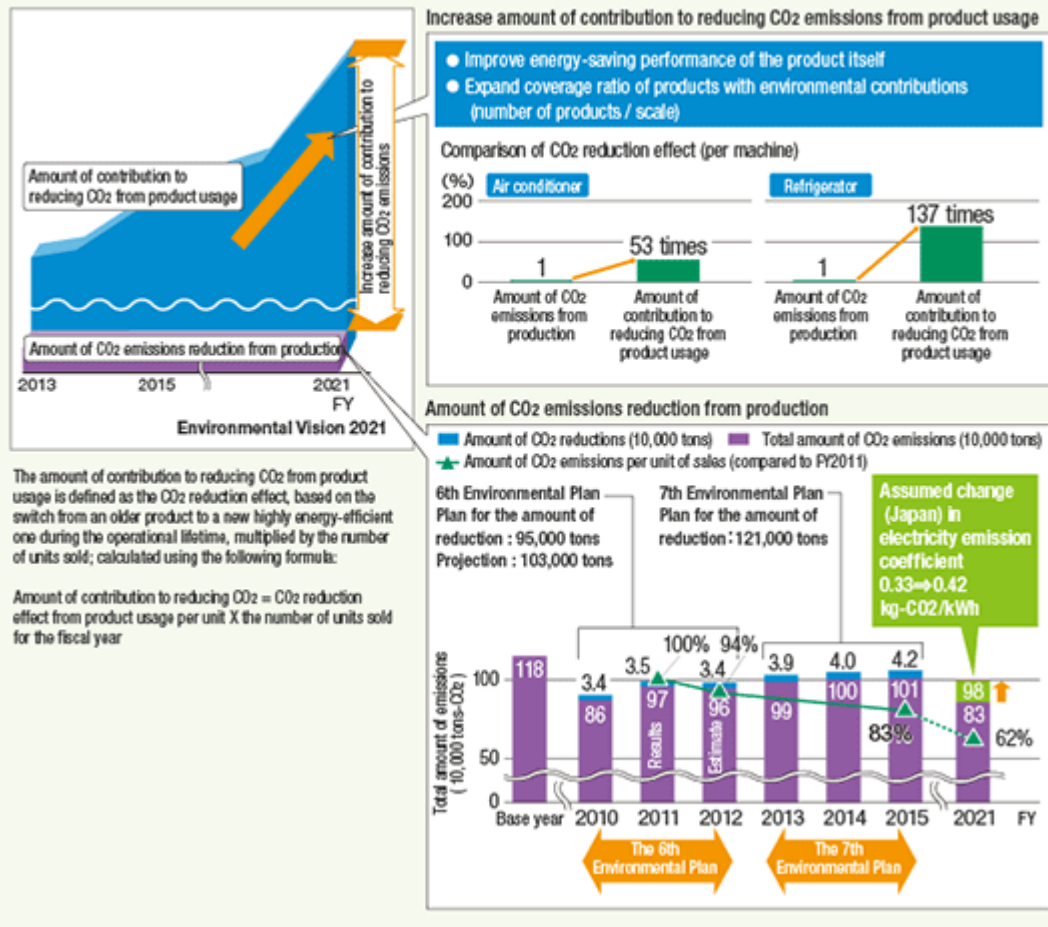 Amount of contribution to
reducing CO2 from product usage
Increase amount of contribution to
reducing CO2 emissions
Amount of CO2 emissions reduction from production
2013
2015
2021
FY
Environmental Vision 2021
The amount of contribution to reducing CO2 from product
usage is defined as the CO2 reduction effect, based on the
switch from an older product to a new highly energy-efficient
one during the operational lifetime, multiplied by the number
of units sold; calculated using the following formula:
Amount of contribution to reducing CO2 = CO2 reduction
effect from product usage per unit X the number of units sold
for the fiscal year
Increase amount of contribution to reducing CO2 emissions from product usage
● Improve energy-saving performance of the product itself
● Expand coverage ratio of products with environmental contributions
(number of products / scale)
Comparison of CO2 reduction effect (per machine)
(%)
200
100
0
Air conditioner
1
53 times
Amount of CO2
emissions from
production
Amount of
contribution to
reducing CO2 from
product usage
Refrigerator
1
137 times
Amount of CO2
emissions from
production
Amount of
contribution to
reducing CO2 from
product usage
Amount of CO2 emissions reduction from production
Amount of CO2 reductions (10,000 tons)
Total amount of CO2 emissions (10,000 tons)
Amount of CO2 emissions per unit of sales (compared to FY2011)
6th Environmental Plan
Plan for the amount of
reduction : 95,000 tons
Projection : 103,000 tons
7th Environmental Plan
Plan for the amount of
reduction : 121,000 tons
Assumed change
(Japan) in
electricity emission
coefficient
0.33⇒0.42
kg-CO2/kWh
Total amount of emissions
(10,000 tons-CO2)
100
50
0
118
3.4
86
3.5
97
Results
100%
3.4
96
Estimate
94%
3.9
99
4.0
100
4.2
101
83%
98
83
62%
Base year
2010
2011
2012
2013
2014
2015
2021
FY
The 6th
Environmental Plan
The 7th
Environmental Plan